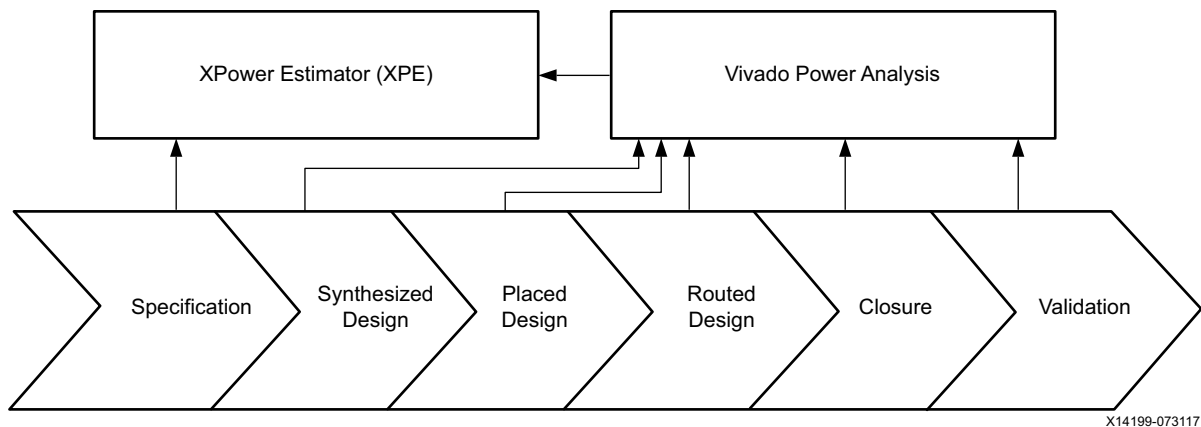 XPower Estimator (XPE)
Vivado Power Analysis
Specification
Synthesized
Design
Placed
Design
Routed
Design
Closure
Validation
X14199-073117